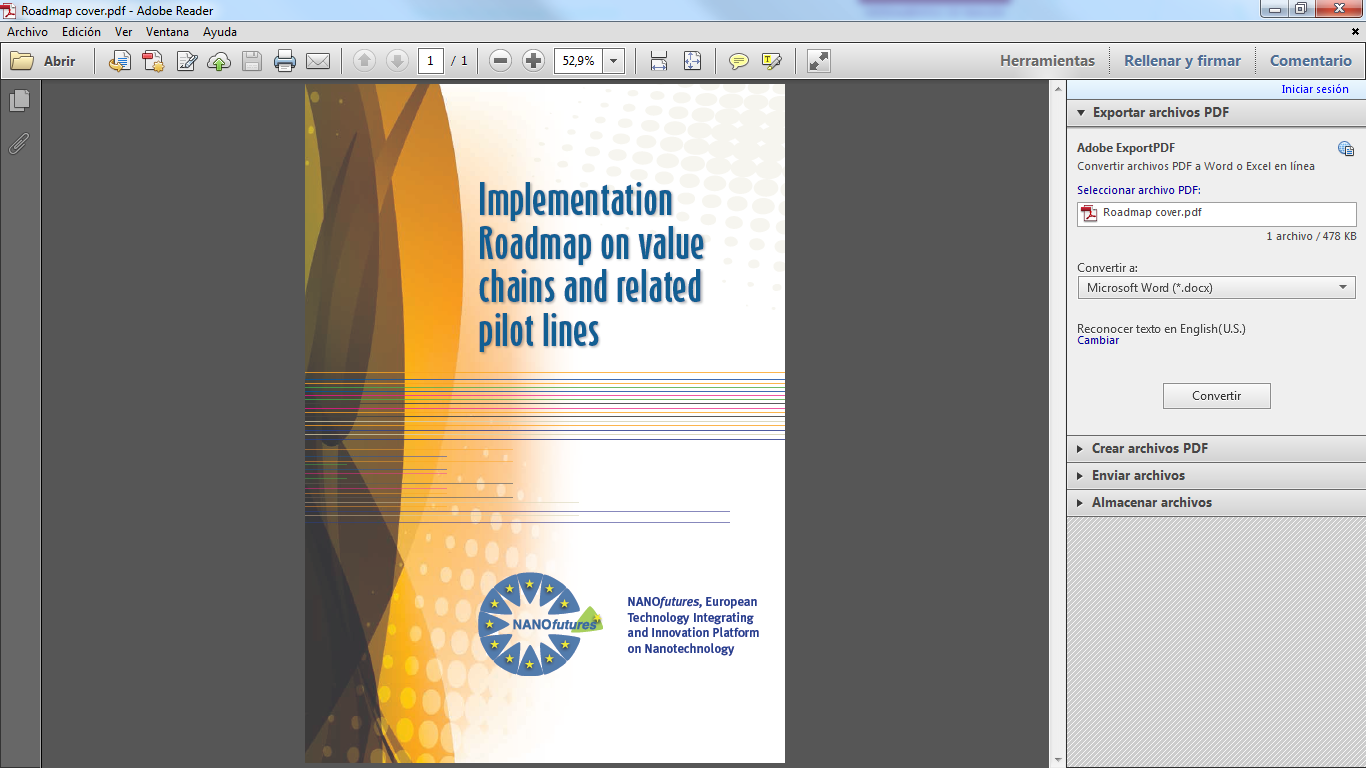 Roadmap cover.pdf - Adobe Reader
Archivo Edición Ver Ventana Ayuda
Abrir 1 / 1 52,9% Herramientas Rellenar y firmar Comentario
Iniciar sesión
Exportar archivos PDF
Adobe ExportPDF
Convertir archivos PDF a Word o Excel en línea
Seleccionar archivo PDF:
Roadmap cover.pdf
1 archivo / 478 KB
Convertir a:
Microsoft Word (*.docx)
Reconocer texto en English(U.S.)
Cambiar
Convertir
Crear archivos PDF
Enviar archivos
Almacenar archivos
Implementation
Roadmap on value
chains and related
pilot lines
NANOfutures
NANOfutures, European
Technology Integrating
and Innovation Platform
on Nanotechnology